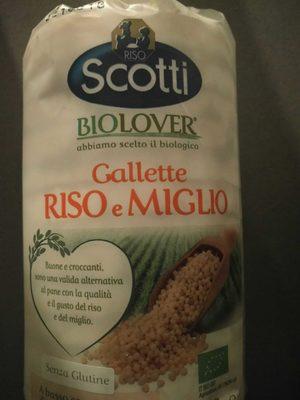 RISO
Scotti
BIOLOVER®
abbiamo scelto il biologico
Gallette
RISO e MIGLIO
Buone e croccanti,
sono una valida alternativa
al pane con la qualità
e il gusto del riso
e del miglio.
Senza Glutine
A basso